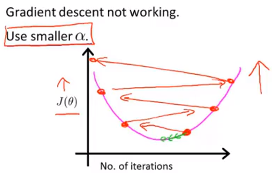 Gradient descent not working.
Use smaller α.
J(θ)
No. of iterations